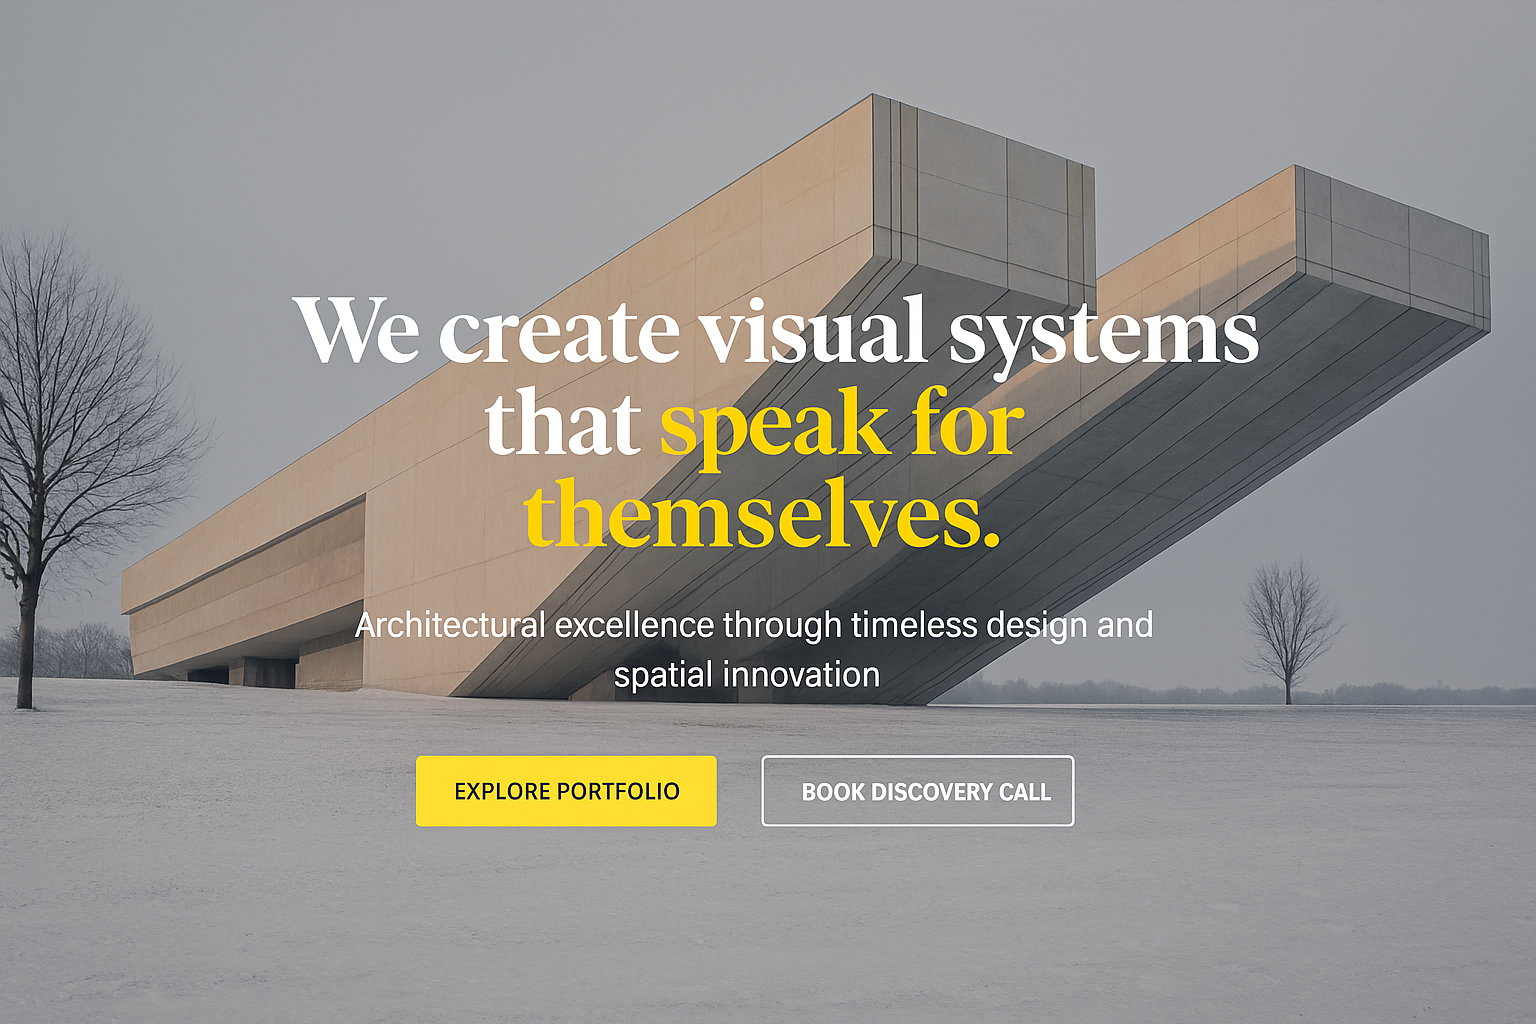 We create visual systems
that speak for
themselves.
Architectural excellence through timeless design and
spatial innovation
EXPLORE PORTFOLIO
BOOK DISCOVERY CALL